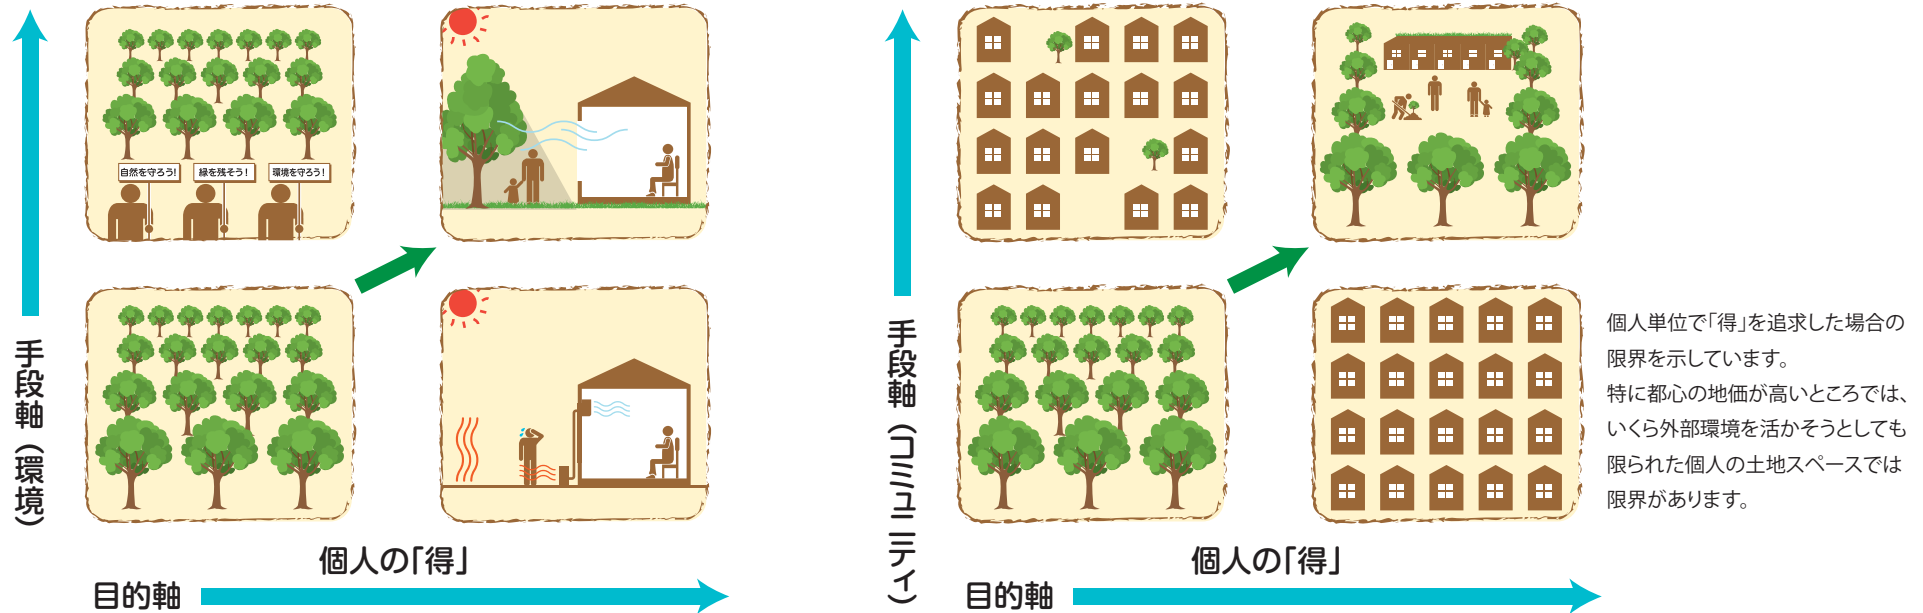 自然を守ろう!
緑を残そう!
環境を守ろう!
手段軸(環境)
個人の「得」
目的軸
手段軸(コミュニティ)
個人の「得」
目的軸
個人単位で「得」を追求した場合の
限界を示しています。
特に都心の地価が高いところでは、
いくら外部環境を活かそうとしても
限られた個人の土地スペースでは
限界があります。